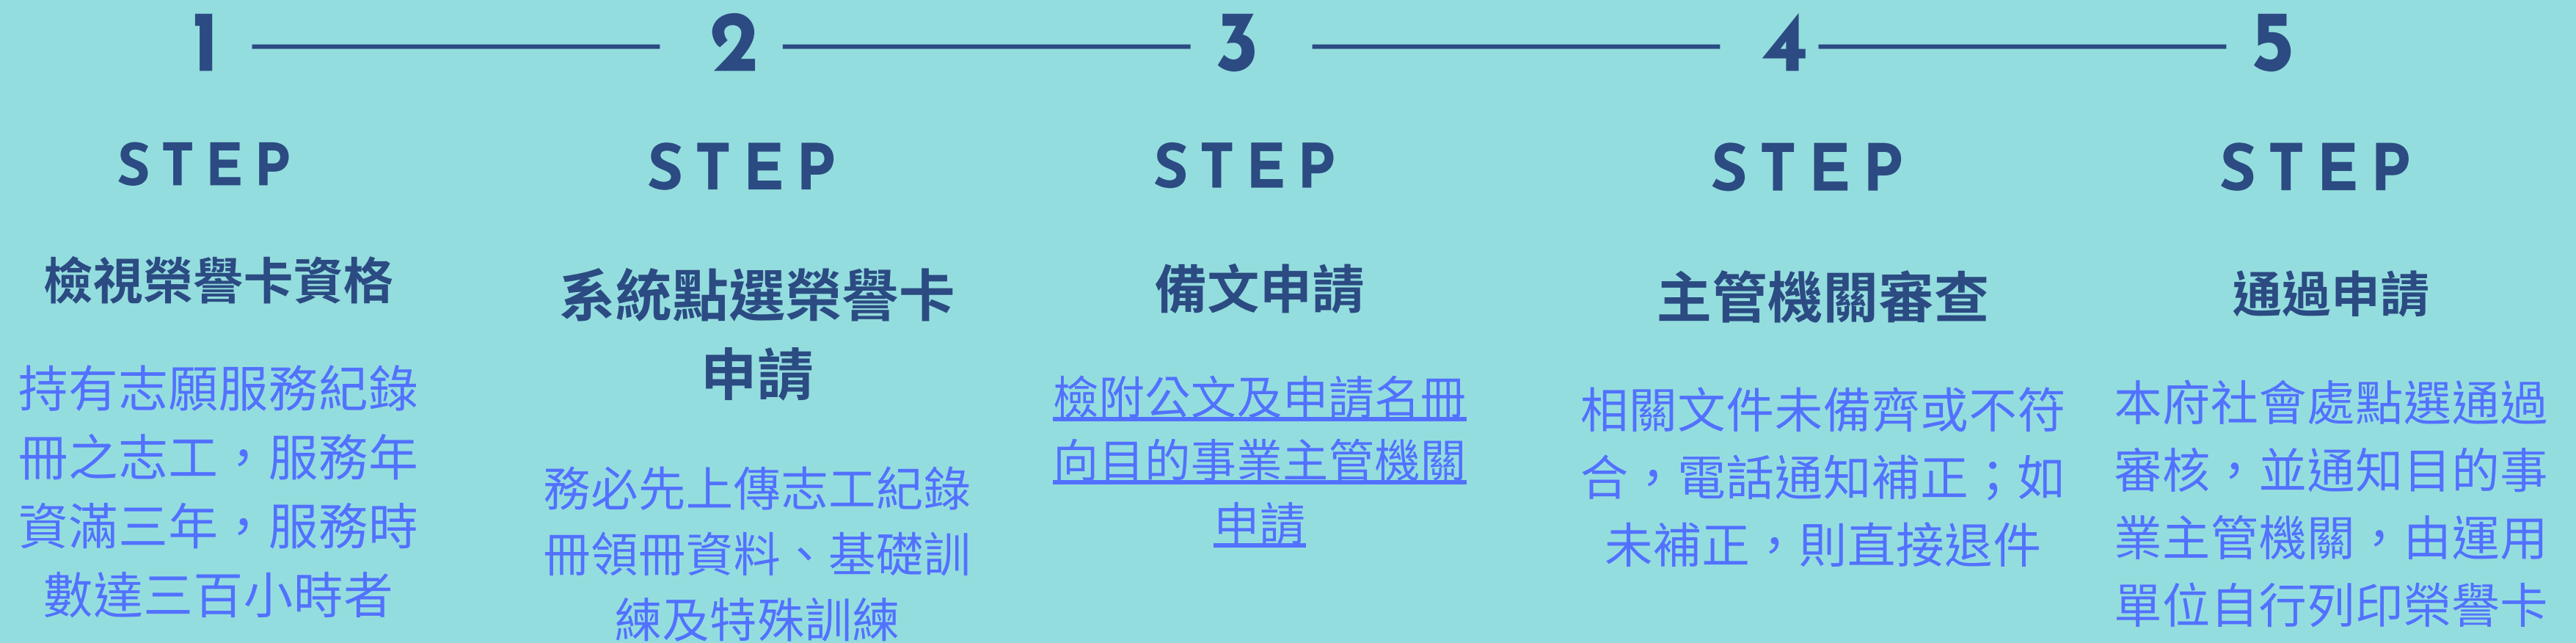 1
STEP
檢視榮譽卡資格
持有志願服務紀錄
冊之志工，服務年
資滿三年，服務時
數達三百小時者
2
STEP
系統點選榮譽卡
申請
務必先上傳志工紀錄
冊領冊資料、基礎訓
練及特殊訓練
3
STEP
備文申請
檢附公文及申請名冊
向目的事業主管機關
申請
4
STEP
主管機關審查
相關文件未備齊或不符
合，電話通知補正；如
未補正，則直接退件
5
STEP
通過申請
本府社會處點選通過
審核，並通知目的事
業主管機關，由運用
單位自行列印榮譽卡